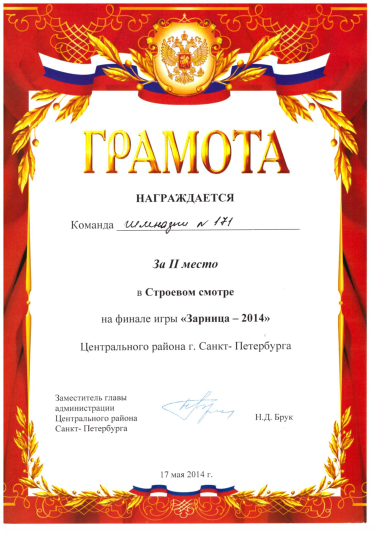 ГРАМОТА
НАГРАЖДАЕТСЯ
Команда гимназии N 171
За II место
в Строевом смотре
на финале игры «Зарница – 2014»
Центрального района г. Санкт- Петербурга
Заместитель главы
администрации
Центрального района
Санкт- Петербурга
Н.Д. Брук
17 мая 2014 г.